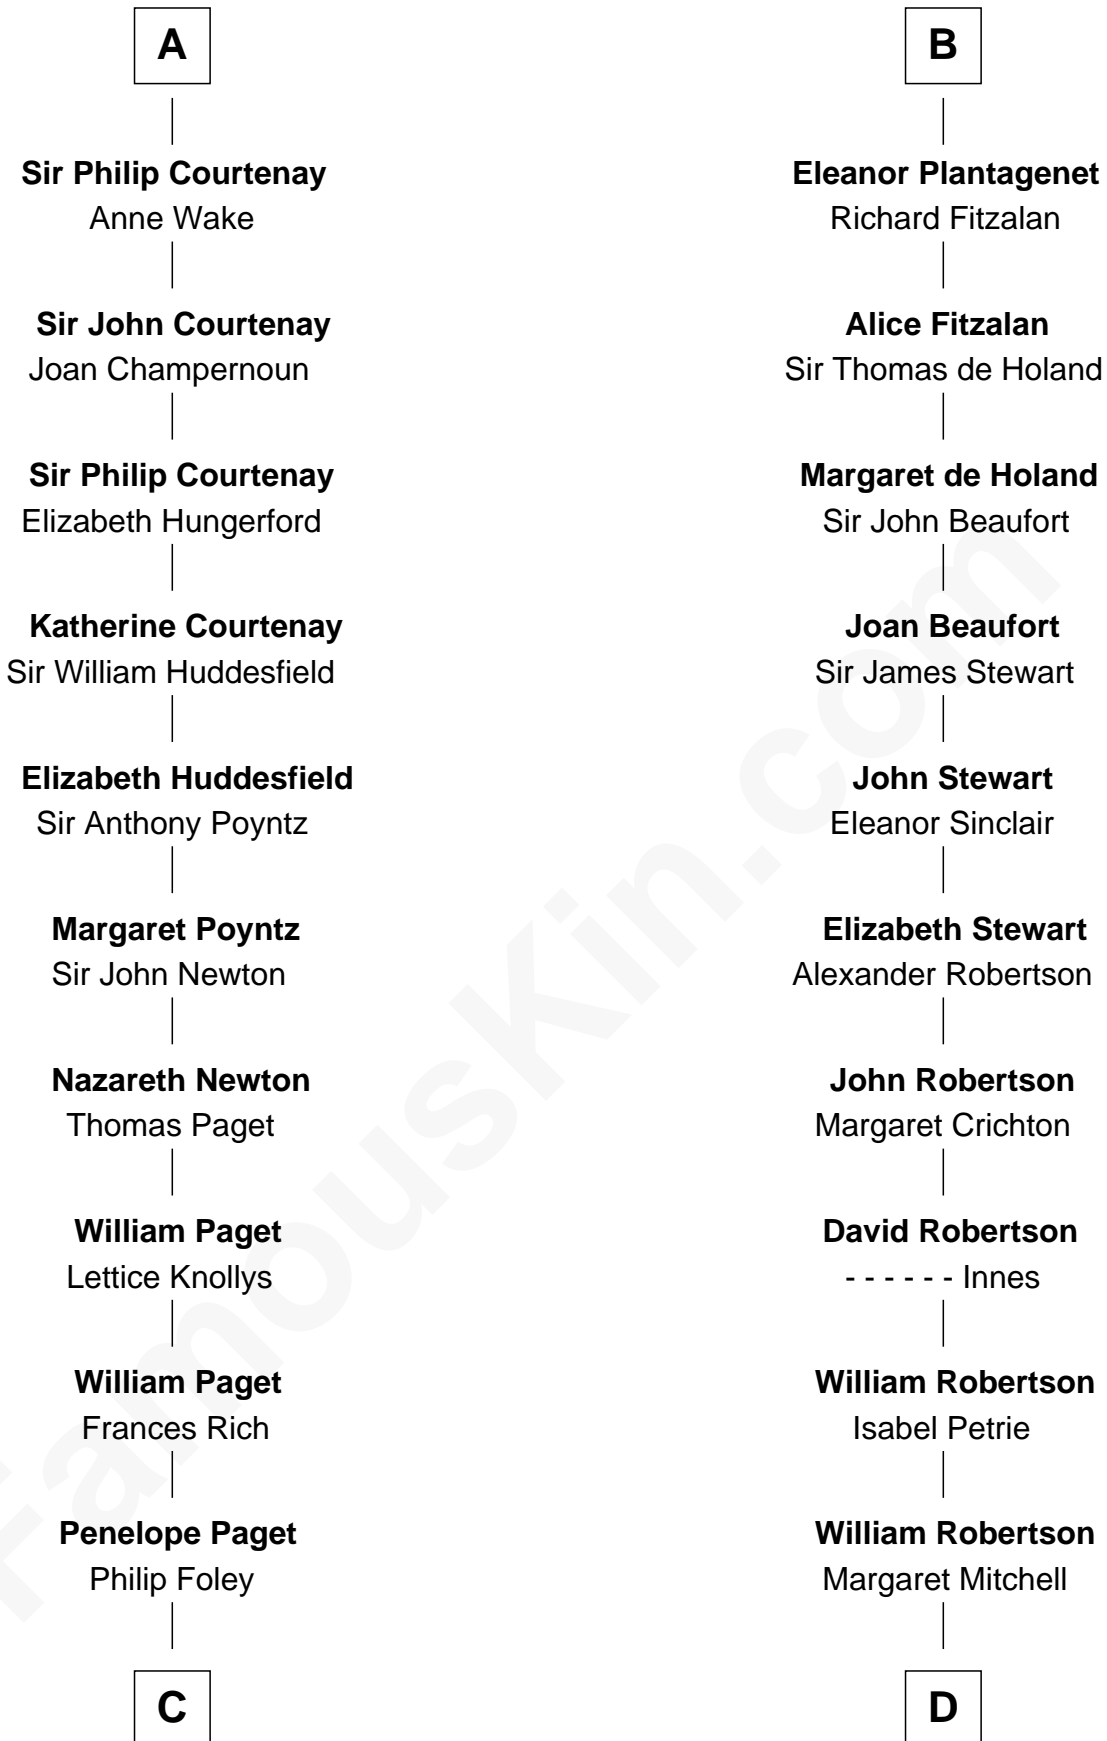 A
Sir Philip Courtenay
Anne Wake
Sir John Courtenay
Joan Champernoun
Sir Philip Courtenay
Elizabeth Hungerford
Katherine Courtenay
Sir William Huddesfield
Elizabeth Huddesfield
Sir Anthony Poyntz
Margaret Poyntz
Sir John Newton
Nazareth Newton
Thomas Paget
William Paget
Lettice Knollys
William Paget
Frances Rich
Penelope Paget
Philip Foley
C
B
Eleanor Plantagenet
Richard Fitzalan
Alice Fitzalan
Sir Thomas de Holand
Margaret de Holand
Sir John Beaufort
Joan Beaufort
Sir James Stewart
John Stewart
Eleanor Sinclair
Elizabeth Stewart
Alexander Robertson
John Robertson
Margaret Crichton
David Robertson
- - - - - - Innes
William Robertson
Isabel Petrie
William Robertson
Margaret Mitchell
D
FamousKin.com